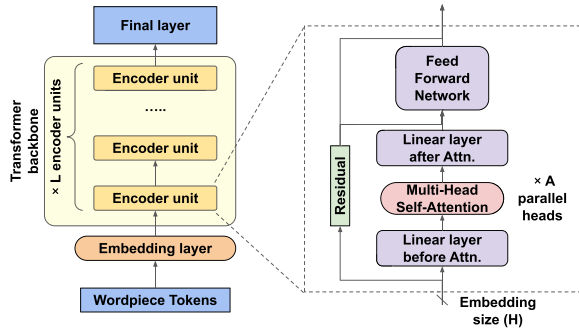 Final layer
Transformer
backbone
× L encoder units
Encoder unit
.....
Encoder unit
Encoder unit
Embedding layer
Wordpiece Tokens
Feed
Forward
Network
Linear layer
after Attn.
Residual
Multi-Head
Self-Attention
× A
parallel
heads
Linear layer
before Attn.
Embedding
size (H)